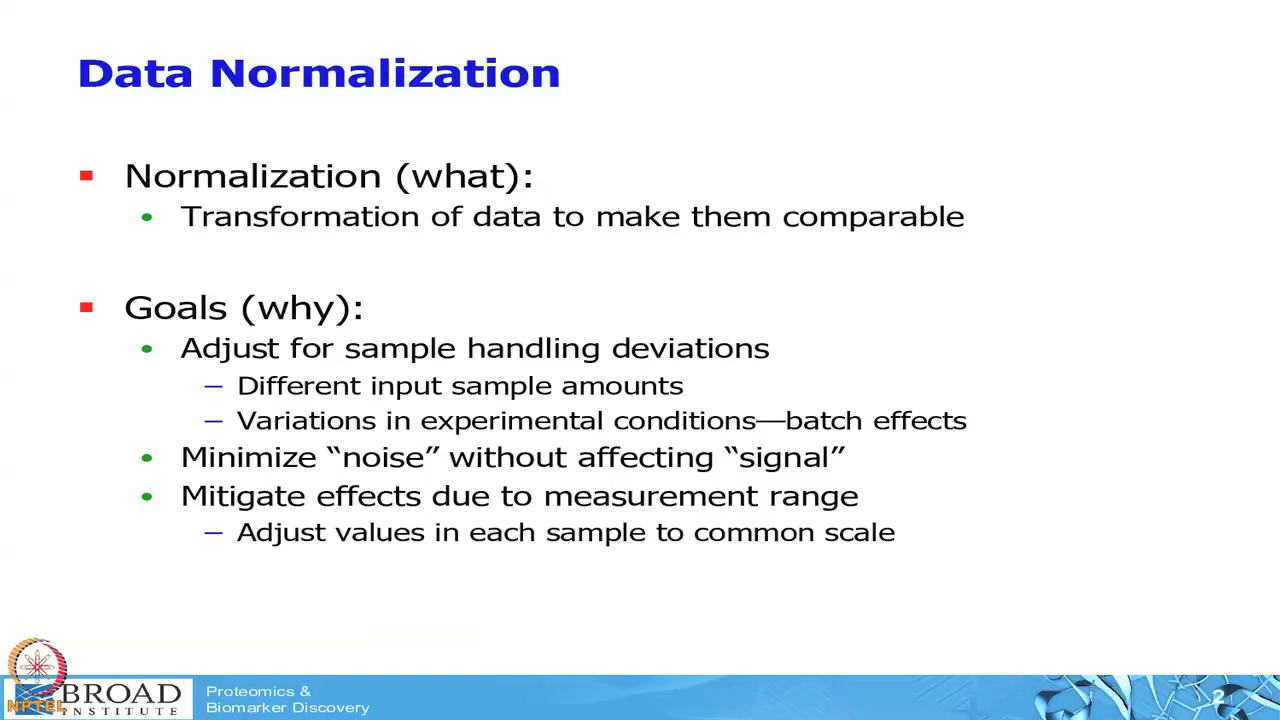 Data Normalization
Normalization (what):
Transformation of data to make them comparable
Goals (why):
Adjust for sample handling deviations
– Different input sample amounts
– Variations in experimental conditions—batch effects
Minimize “noise” without affecting “signal”
Mitigate effects due to measurement range
– Adjust values in each sample to common scale
BROAD
INSTITUTE
NPTEL
Proteomics &
Biomarker Discovery
2